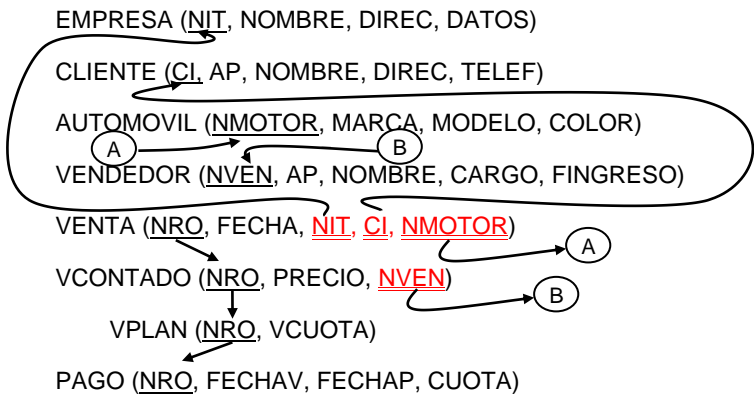 EMPRESA (NIT, NOMBRE, DIREC, DATOS)
CLIENTE (CI, AP, NOMBRE, DIREC, TELEF)
AUTOMOVIL (NMOTOR, MARCA, MODELO, COLOR)
A B
VENDEDOR (NVEN, AP, NOMBRE, CARGO, FINGRESO)
VENTA (NRO, FECHA, NIT, CI, NMOTOR)
A
VCONTADO (NRO, PRECIO, NVEN)
B
VPLAN (NRO, VCUOTA)
PAGO (NRO, FECHAV, FECHAP, CUOTA)